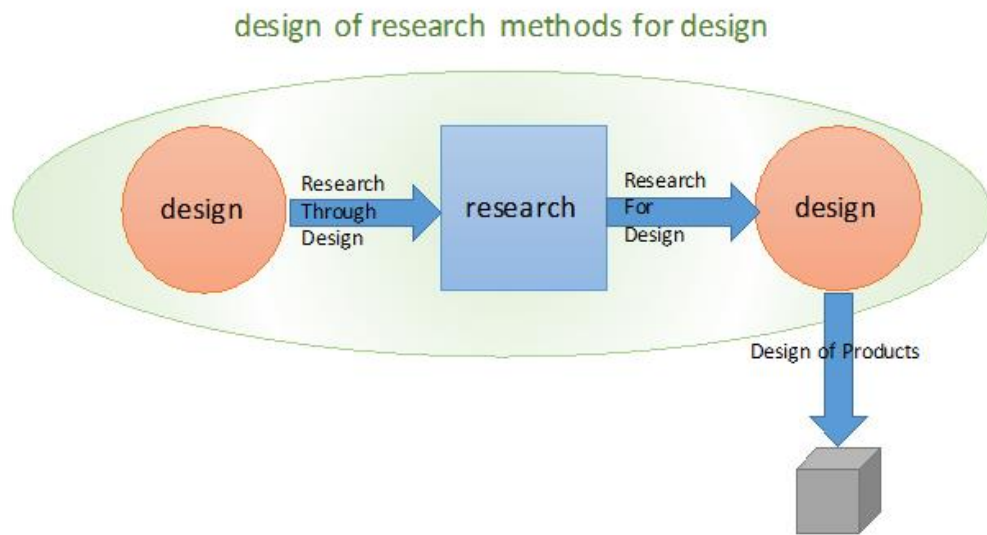 design of research methods for design
design
Research
Through
Design
research
Research
For
Design
design
Design of Products